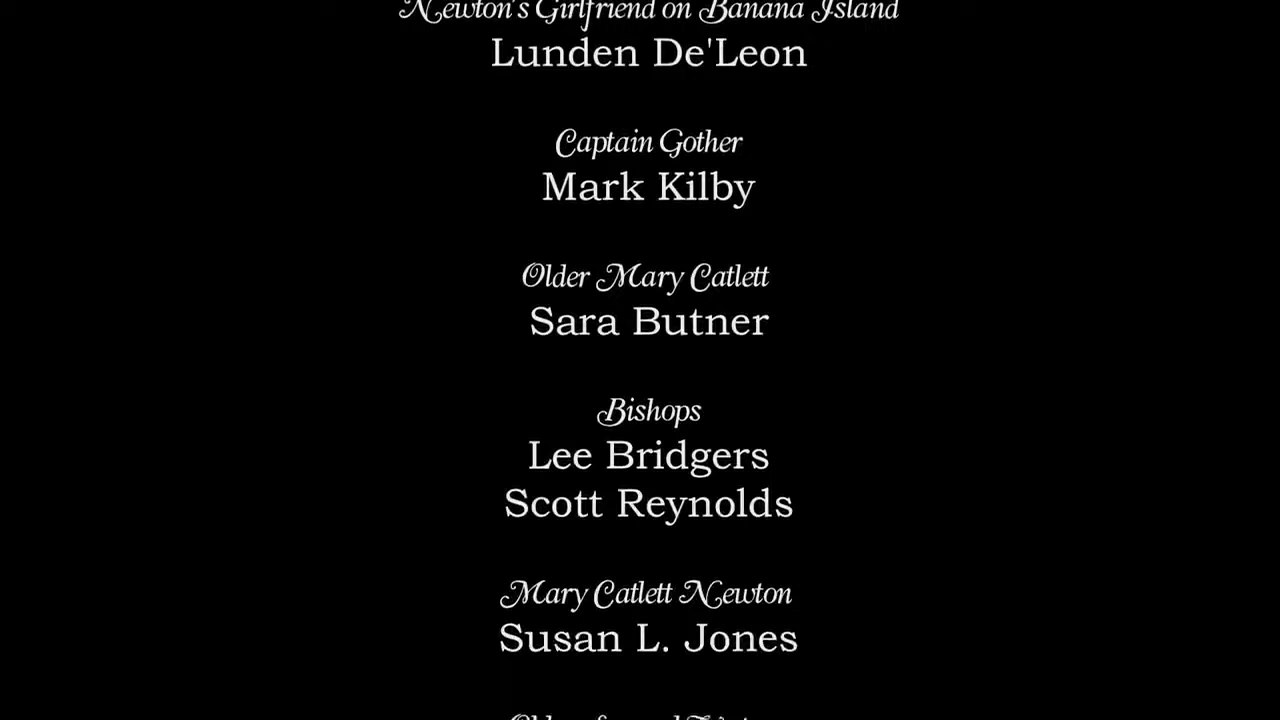 Newton's Girlfriend on Banana Island
Lunden De'Leon
Captain Gother
Mark Kilby
Older Mary Catlett
Sara Butner
Bishops
Lee Bridgers
Scott Reynolds
Mary Catlett Newton
Susan L. Jones